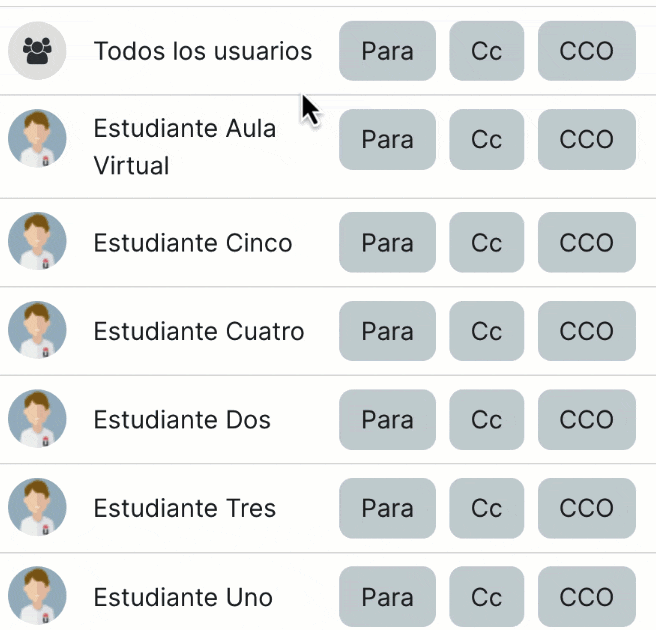 Todos los usuarios Para Cc CCO
Estudiante Aula
Virtual Para Cc CCO
Estudiante Cinco Para Cc CCO
Estudiante Cuatro Para Cc CCO
Estudiante Dos Para Cc CCO
Estudiante Tres Para Cc CCO
Estudiante Uno Para Cc CCO